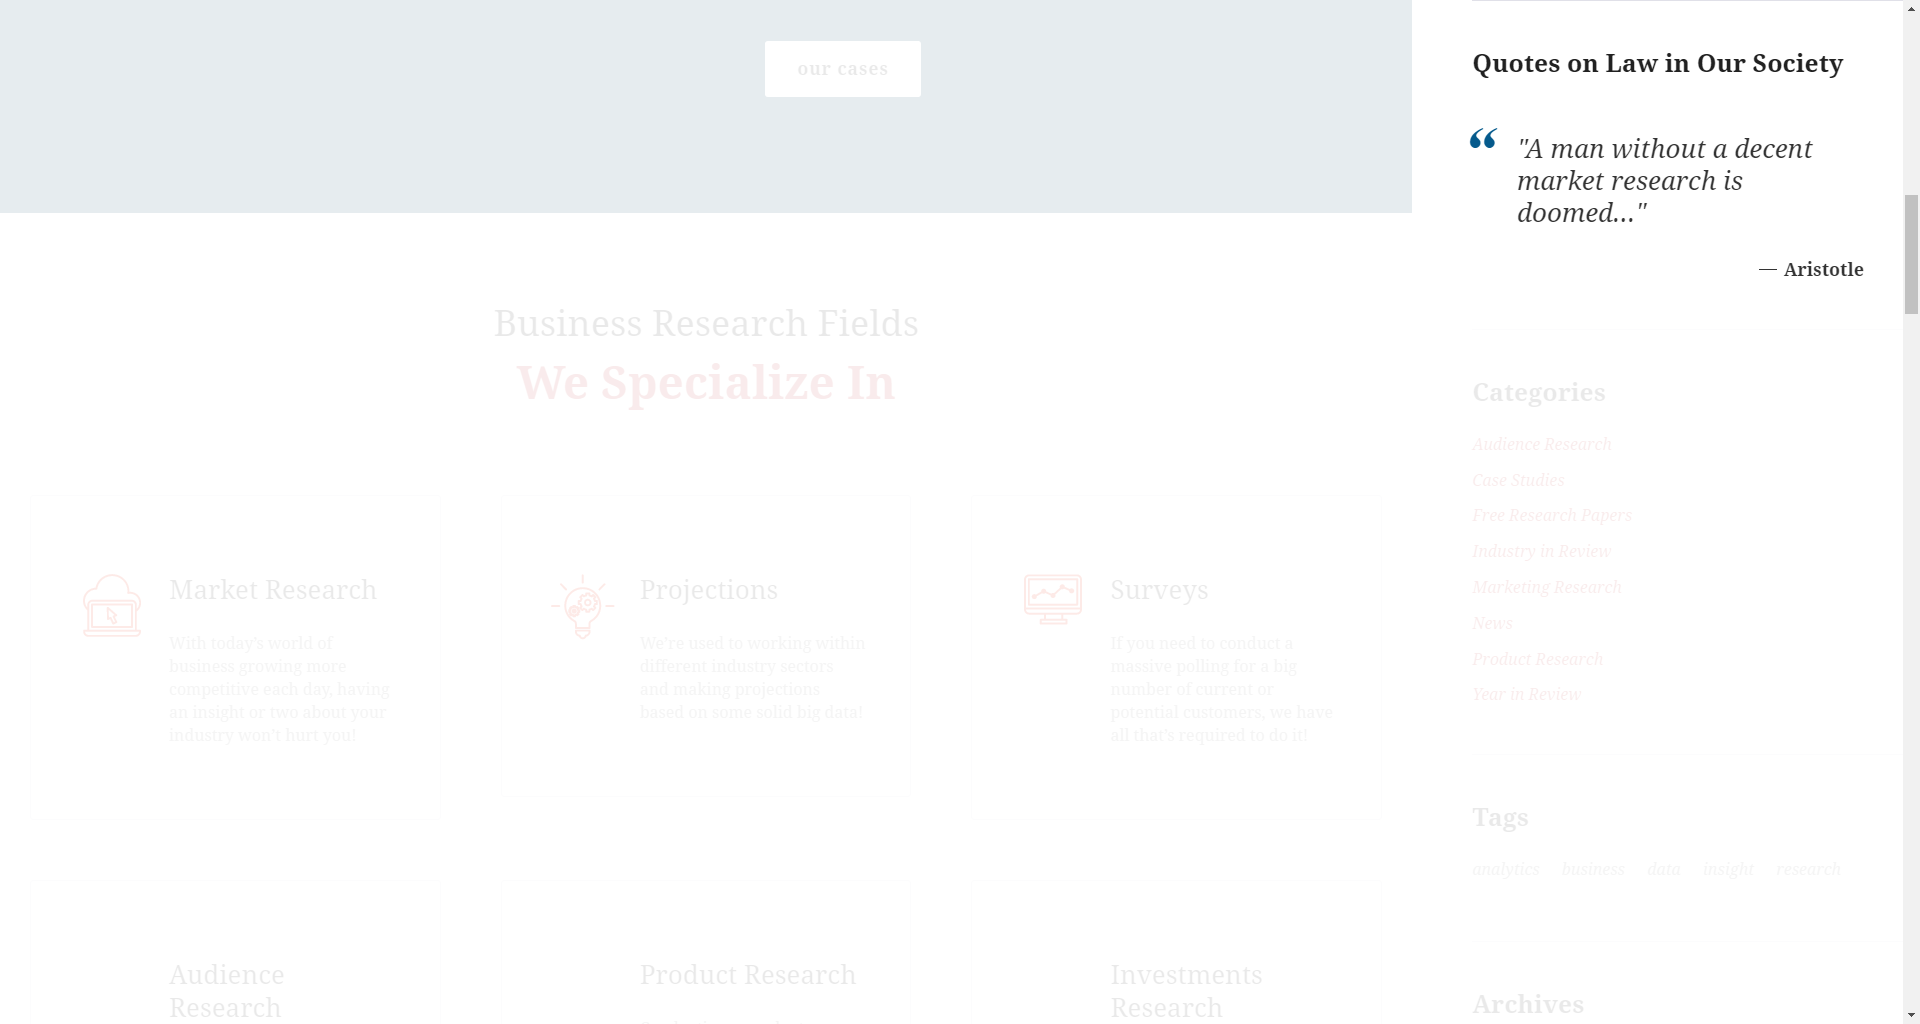 our cases
Business Research Fields
We Specialize In
Market Research
With today's world of
business growing more
competitive each day, having
an insight or two about your
industry won't hurt you!
Projections
We're used to working within
different industry sectors
and making projections
based on some solid big data!
Surveys
If you need to conduct a
massive polling for a big
number of current or
potential customers, we have
all that's required to do it!
Audience
Research
Product Research
Investments
Research
Quotes on Law in Our Society
“
"A man without a decent
market research is
doomed..."
— Aristotle
Categories
Audience Research
Case Studies
Free Research Papers
Industry in Review
Marketing Research
News
Product Research
Year in Review
Tags
analytics business data insight research
Archives